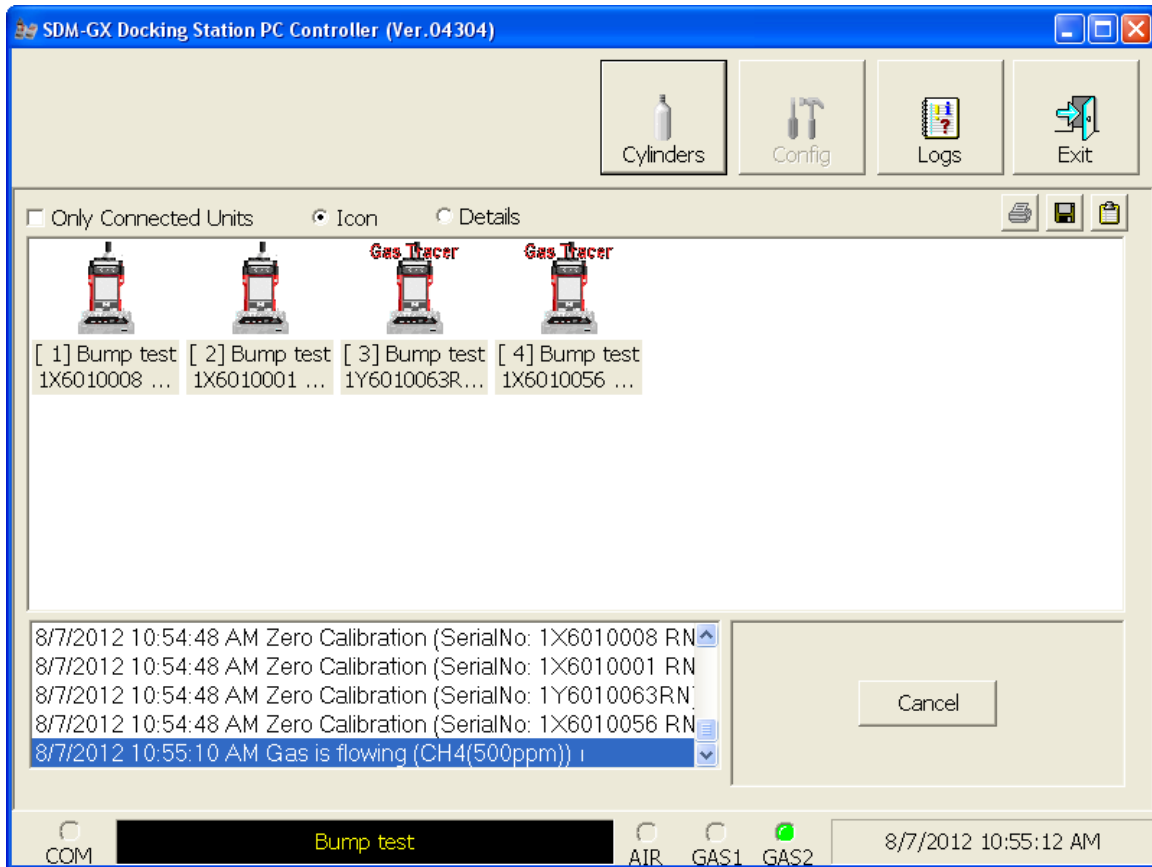 SDM-GX Docking Station PC Controller (Ver.04304)
Cylinders
Config
Logs
Exit
Only Connected Units
Icon
Details
Gas Tracer
Gas Tracer
[ 1] Bump test
1X6010008 ...
[ 2] Bump test
1X6010001 ...
[ 3] Bump test
1Y6010063R...
[ 4] Bump test
1X6010056 ...
8/7/2012 10:54:48 AM Zero Calibration (SerialNo: 1X6010008 RN
8/7/2012 10:54:48 AM Zero Calibration (SerialNo: 1X6010001 RN
8/7/2012 10:54:48 AM Zero Calibration (SerialNo: 1Y6010063RN)
8/7/2012 10:54:48 AM Zero Calibration (SerialNo: 1X6010056 RN
8/7/2012 10:55:10 AM Gas is flowing (CH4(500ppm))
Cancel
COM
Bump test
AIR
GAS1
GAS2
8/7/2012 10:55:12 AM